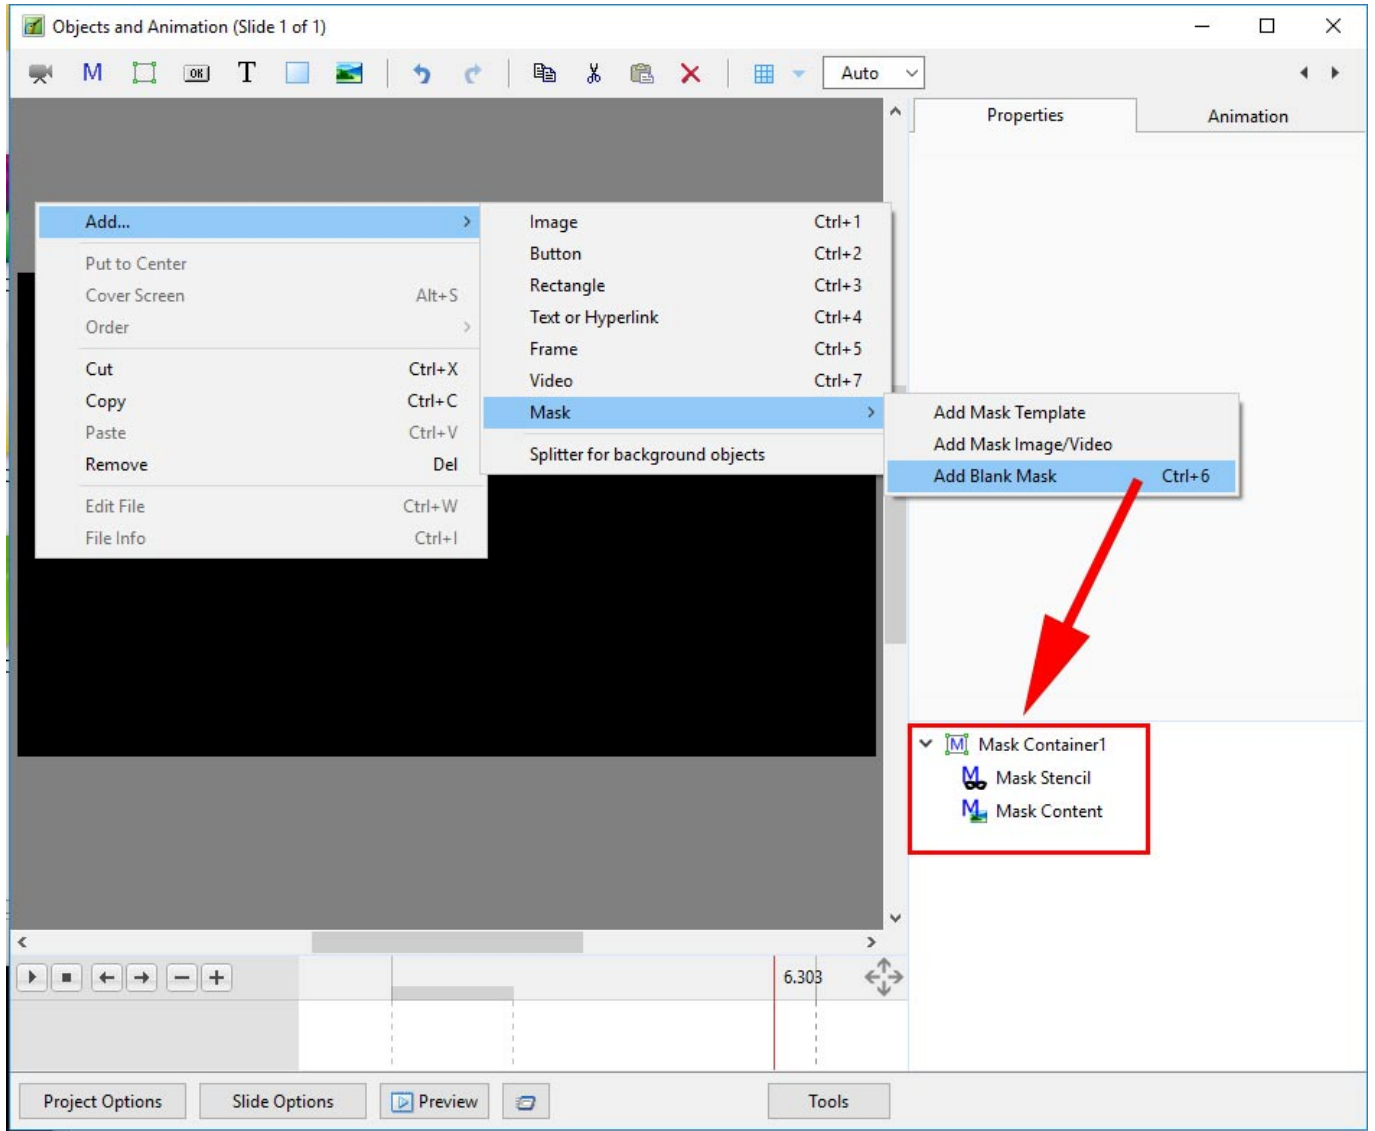 Objects and Animation (Slide 1 of 1)
M OK T Auto
Properties Animation
Add...
Put to Center
Cover Screen Alt+S
Order
Cut Ctrl+X
Copy Ctrl+C
Paste Ctrl+V
Remove Del
Edit File Ctrl+W
File Info Ctrl+I
Image Ctrl+1
Button Ctrl+2
Rectangle Ctrl+3
Text or Hyperlink Ctrl+4
Frame Ctrl+5
Video Ctrl+7
Mask
Splitter for background objects
Add Mask Template
Add Mask Image/Video
Add Blank Mask Ctrl+6
M Mask Container1
M Mask Stencil
M Mask Content
6.303
Project Options Slide Options Preview Tools